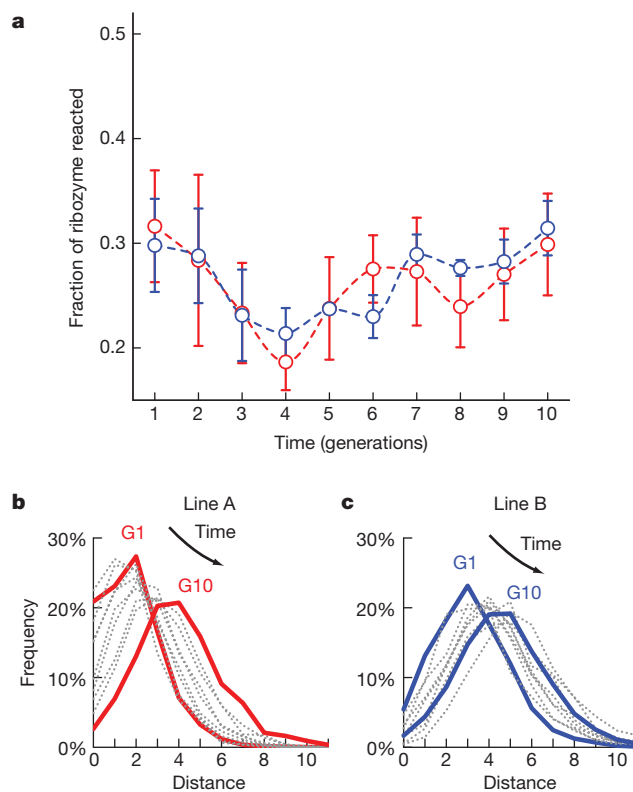 a
Fraction of ribozyme reacted
0.5
0.4
0.3
0.2
1 2 3 4 5 6 7 8 9 10
Time (generations)
b
Line A
G1
Time
G10
30%
20%
10%
0%
Frequency
0 2 4 6 8 10
Distance
c
Line B
G1
Time
G10
30%
20%
10%
0%
0 2 4 6 8 10
Distance